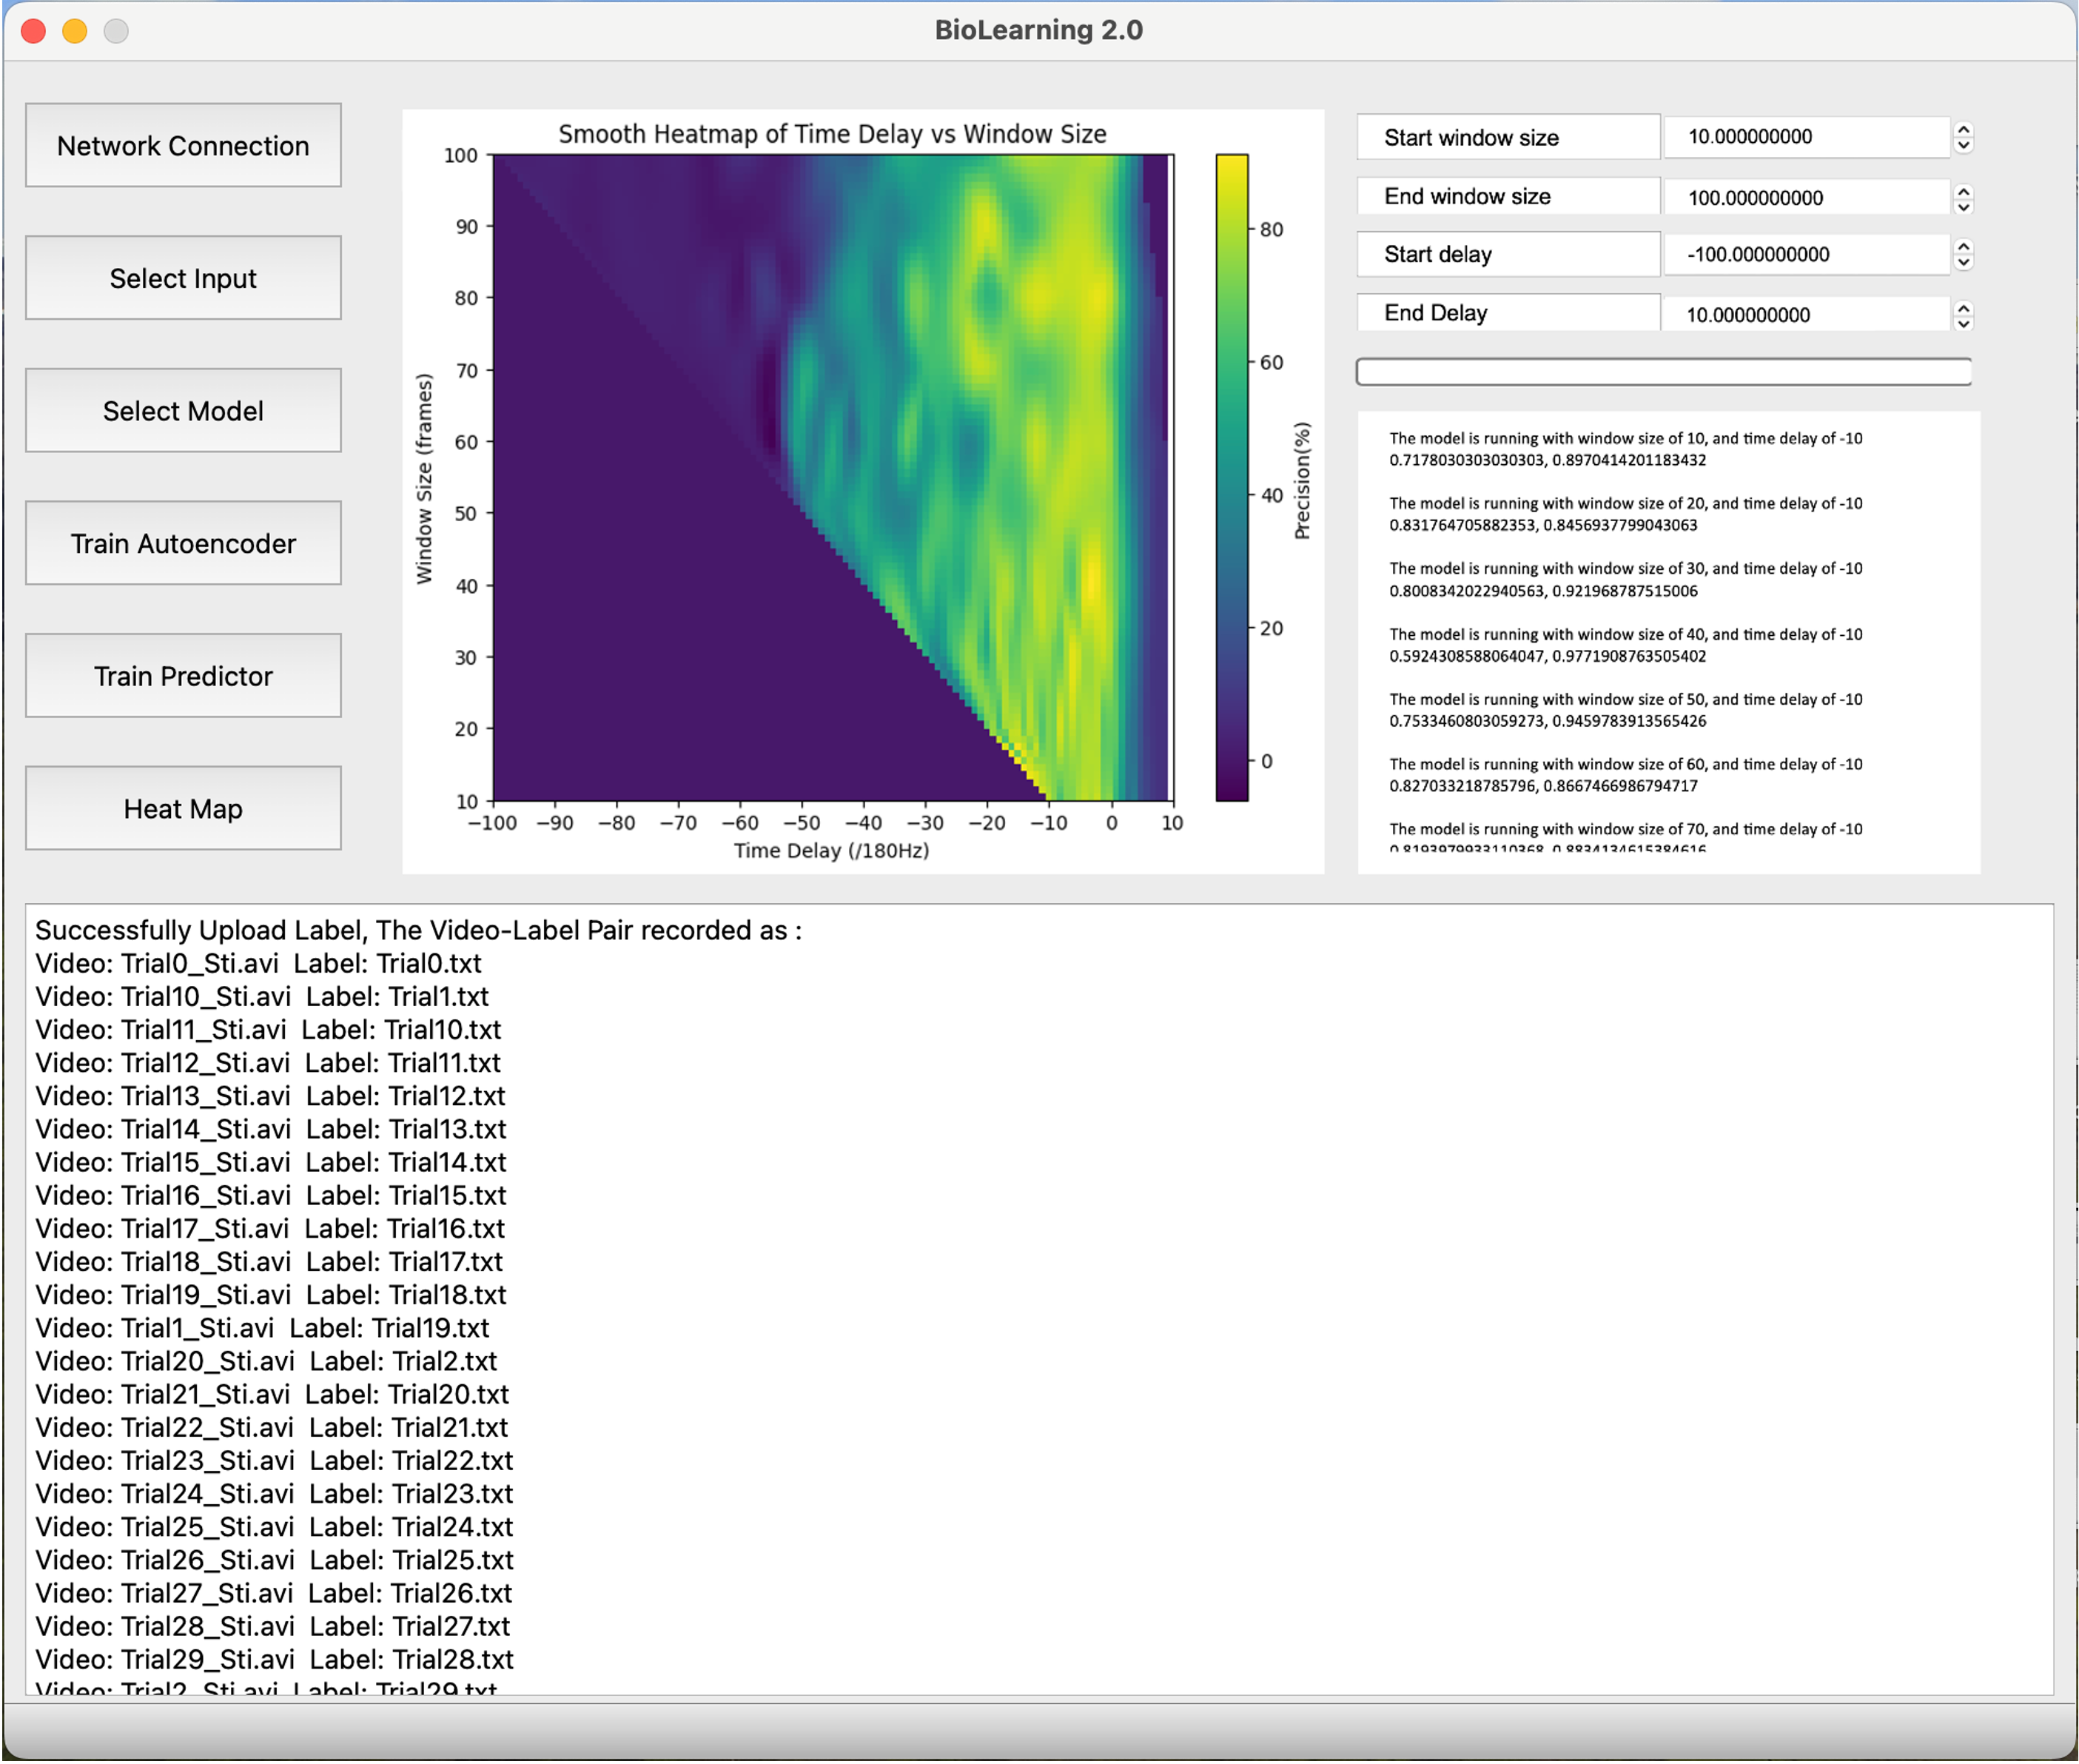 BioLearning 2.0
Network Connection
Select Input
Select Model
Train Autoencoder
Train Predictor
Heat Map
Smooth Heatmap of Time Delay vs Window Size
100
90
80
70
60
50
40
30
20
10
Window Size (frames)
−100 −90 −80 −70 −60 −50 −40 −30 −20 −10 0 10
Time Delay (/180Hz)
80
60
40
20
0
Precision(%)
Start window size 10.000000000
End window size 100.000000000
Start delay -100.000000000
End Delay 10.000000000
The model is running with window size of 10, and time delay of -10
0.7178030303030303, 0.8970414201183432
The model is running with window size of 20, and time delay of -10
0.831764705882353, 0.8456937799043063
The model is running with window size of 30, and time delay of -10
0.8008342022940563, 0.921968787515006
The model is running with window size of 40, and time delay of -10
0.5924308588064047, 0.9771908763505402
The model is running with window size of 50, and time delay of -10
0.7533460803059273, 0.9459783913565426
The model is running with window size of 60, and time delay of -10
0.827033218785796, 0.8667466986794717
The model is running with window size of 70, and time delay of -10
Successfully Upload Label, The Video-Label Pair recorded as :
Video: Trial0_Sti.avi Label: Trial0.txt
Video: Trial10_Sti.avi Label: Trial1.txt
Video: Trial11_Sti.avi Label: Trial10.txt
Video: Trial12_Sti.avi Label: Trial11.txt
Video: Trial13_Sti.avi Label: Trial12.txt
Video: Trial14_Sti.avi Label: Trial13.txt
Video: Trial15_Sti.avi Label: Trial14.txt
Video: Trial16_Sti.avi Label: Trial15.txt
Video: Trial17_Sti.avi Label: Trial16.txt
Video: Trial18_Sti.avi Label: Trial17.txt
Video: Trial19_Sti.avi Label: Trial18.txt
Video: Trial1_Sti.avi Label: Trial19.txt
Video: Trial20_Sti.avi Label: Trial2.txt
Video: Trial21_Sti.avi Label: Trial20.txt
Video: Trial22_Sti.avi Label: Trial21.txt
Video: Trial23_Sti.avi Label: Trial22.txt
Video: Trial24_Sti.avi Label: Trial23.txt
Video: Trial25_Sti.avi Label: Trial24.txt
Video: Trial26_Sti.avi Label: Trial25.txt
Video: Trial27_Sti.avi Label: Trial26.txt
Video: Trial28_Sti.avi Label: Trial27.txt
Video: Trial29_Sti.avi Label: Trial28.txt
Video: Trial2_Sti.avi Label: Trial29.txt